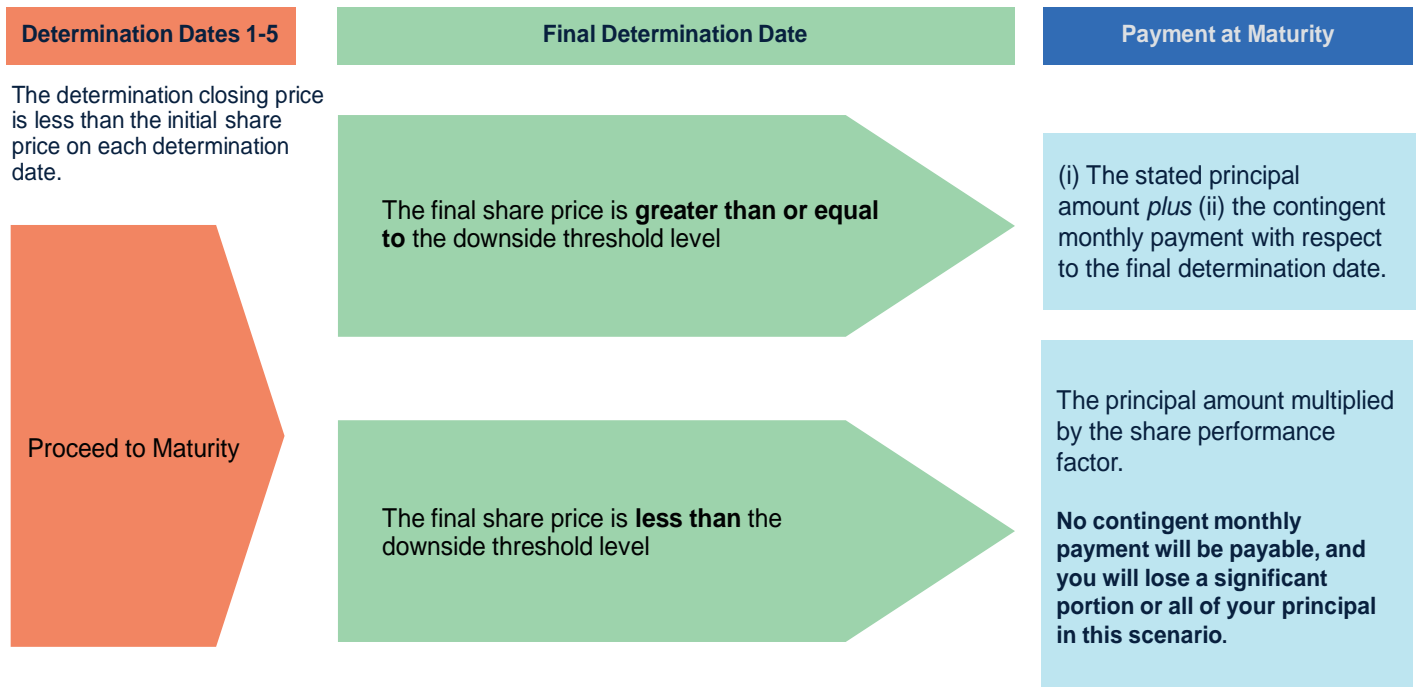 Determination Dates 1-5
Final Determination Date
Payment at Maturity
The determination closing price
is less than the initial share
price on each determination
date.
Proceed to Maturity
The final share price is greater than or equal
to the downside threshold level
(i) The stated principal
amount plus (ii) the contingent
monthly payment with respect
to the final determination date.
The final share price is less than the
downside threshold level
The principal amount multiplied
by the share performance
factor.
No contingent monthly
payment will be payable, and
you will lose a significant
portion or all of your principal
in this scenario.